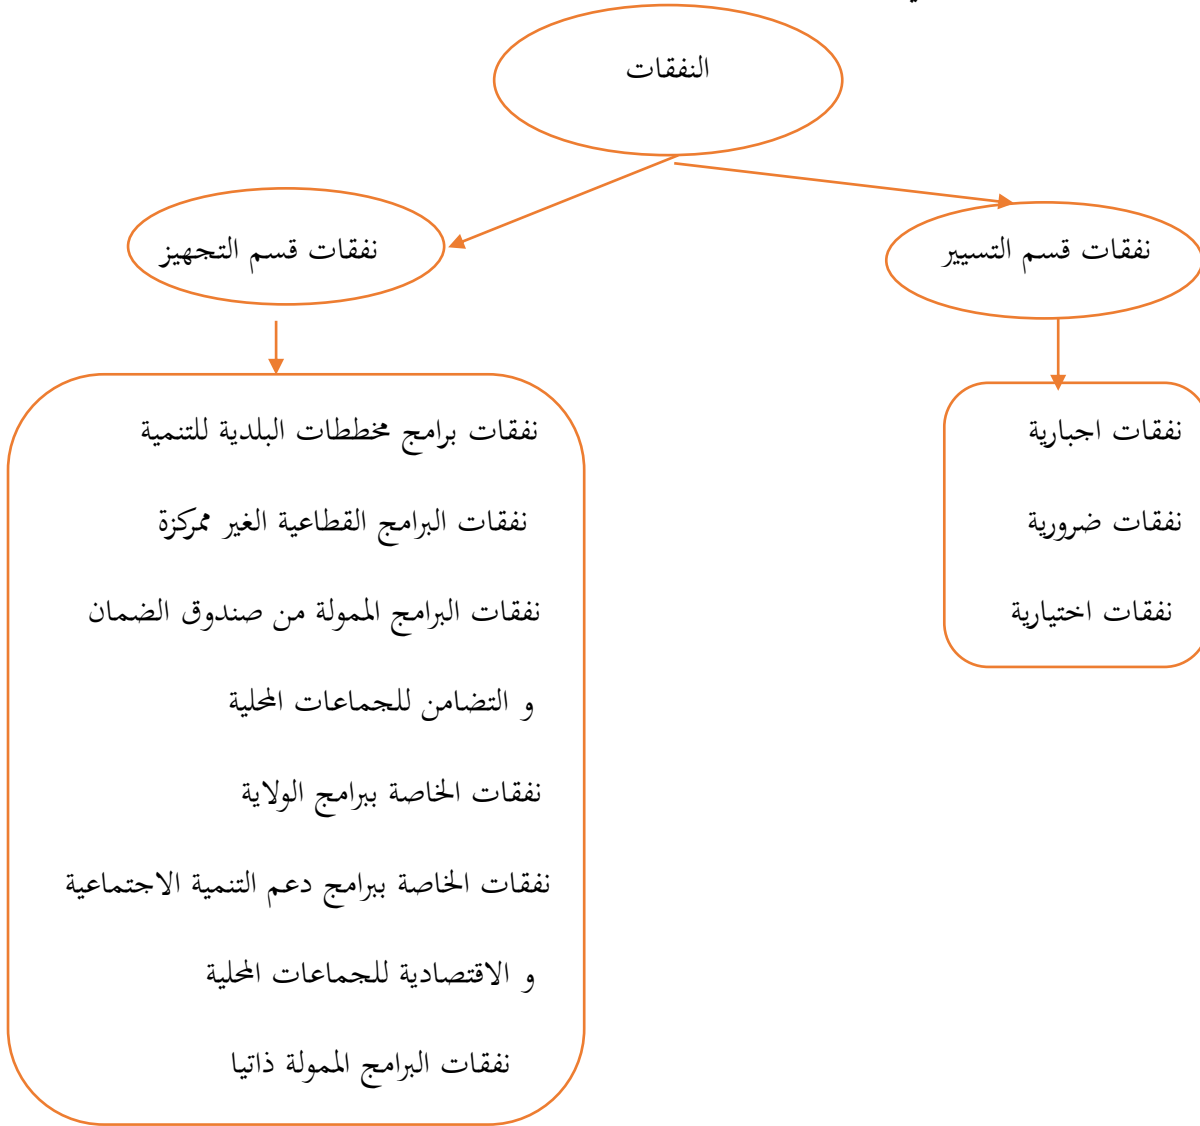 النفقات
نفقات قسم التسيير
نفقات قسم التجهيز
نفقات اجبارية
نفقات ضرورية
نفقات اختيارية
نفقات برامج مخططات البلدية للتنمية
نفقات البرامج القطاعية الغير ممركزة
نفقات البرامج الممولة من صندوق الضمان
و التضامن للجماعات المحلية
نفقات الخاصة ببرامج الولاية
نفقات الخاصة ببرامج دعم التنمية الاجتماعية
و الاقتصادية للجماعات المحلية
نفقات البرامج الممولة ذاتيا